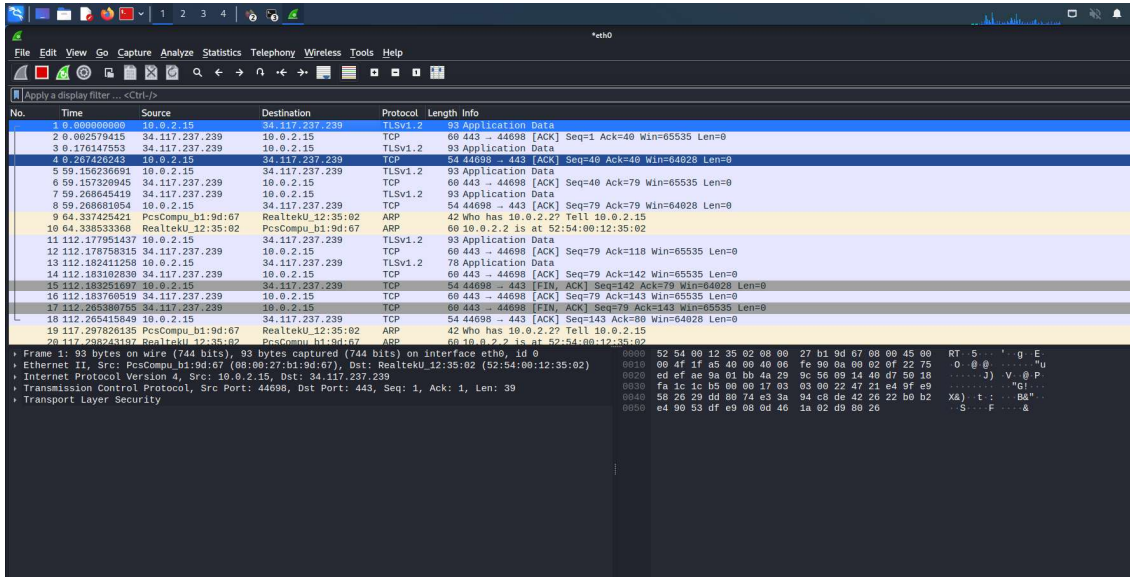 1 2 3 4
*eth0
File Edit View Go Capture Analyze Statistics Telephony Wireless Tools Help
Apply a display filter ... <Ctrl-/>
No. Time Source Destination Protocol Length Info
1 0.000000000 10.0.2.15 34.117.237.239 TLSv1.2 93 Application Data
2 0.002579415 34.117.237.239 10.0.2.15 TCP 60 443 → 44698 [ACK] Seq=1 Ack=40 Win=65535 Len=0
3 0.176147553 34.117.237.239 10.0.2.15 TLSv1.2 93 Application Data
4 0.267426243 10.0.2.15 34.117.237.239 TCP 54 44698 → 443 [ACK] Seq=40 Ack=40 Win=64028 Len=0
5 59.156236691 10.0.2.15 34.117.237.239 TLSv1.2 93 Application Data
6 59.157320945 34.117.237.239 10.0.2.15 TCP 60 443 → 44698 [ACK] Seq=40 Ack=79 Win=65535 Len=0
7 59.268645419 34.117.237.239 10.0.2.15 TLSv1.2 93 Application Data
8 59.268681054 10.0.2.15 34.117.237.239 TCP 54 44698 → 443 [ACK] Seq=79 Ack=79 Win=64028 Len=0
9 64.337425421 PcsCompu_b1:9d:67 RealtekU_12:35:02 ARP 42 Who has 10.0.2.2? Tell 10.0.2.15
10 64.338533368 RealtekU_12:35:02 PcsCompu_b1:9d:67 ARP 60 10.0.2.2 is at 52:54:00:12:35:02
11 112.177951437 10.0.2.15 34.117.237.239 TLSv1.2 93 Application Data
12 112.178758315 34.117.237.239 10.0.2.15 TCP 60 443 → 44698 [ACK] Seq=79 Ack=118 Win=65535 Len=0
13 112.182411258 10.0.2.15 34.117.237.239 TLSv1.2 78 Application Data
14 112.183102830 34.117.237.239 10.0.2.15 TCP 60 443 → 44698 [ACK] Seq=79 Ack=142 Win=65535 Len=0
15 112.183251697 10.0.2.15 34.117.237.239 TCP 54 44698 → 443 [FIN, ACK] Seq=142 Ack=79 Win=64028 Len=0
16 112.183760519 34.117.237.239 10.0.2.15 TCP 60 443 → 44698 [ACK] Seq=79 Ack=143 Win=65535 Len=0
17 112.265380755 34.117.237.239 10.0.2.15 TCP 60 443 → 44698 [FIN, ACK] Seq=79 Ack=143 Win=65535 Len=0
18 112.265415849 10.0.2.15 34.117.237.239 TCP 54 44698 → 443 [ACK] Seq=143 Ack=80 Win=64028 Len=0
19 117.297826135 PcsCompu_b1:9d:67 RealtekU_12:35:02 ARP 42 Who has 10.0.2.2? Tell 10.0.2.15
20 117.298243197 RealtekU_12:35:02 PcsCompu_b1:9d:67 ARP 60 10.0.2.2 is at 52:54:00:12:35:02
Frame 1: 93 bytes on wire (744 bits), 93 bytes captured (744 bits) on interface eth0, id 0
Ethernet II, Src: PcsCompu_b1:9d:67 (08:00:27:b1:9d:67), Dst: RealtekU_12:35:02 (52:54:00:12:35:02)
Internet Protocol Version 4, Src: 10.0.2.15, Dst: 34.117.237.239
Transmission Control Protocol, Src Port: 44698, Dst Port: 443, Seq: 1, Ack: 1, Len: 39
Transport Layer Security
0000 52 54 00 12 35 02 08 00 27 b1 9d 67 08 00 45 00 RT··5···'··g··E·
0010 00 4f 1f a5 40 00 40 06 fe 90 0a 00 02 0f 22 75 ·O··@·@·······"u
0020 ed ef ae 9a 01 bb 4a 29 9c 56 09 14 40 d7 50 18 ······J)·V··@·P·
0030 fa 1c 1c b5 00 00 17 03 03 00 22 47 21 e4 9f e9 ··········"G!···
0040 58 26 29 dd 80 74 e3 3a 94 c8 de 42 26 22 b0 b2 X&)··t·:···B&"··
0050 e4 90 53 df e9 08 0d 46 1a 02 d9 80 26 ··S····F····&